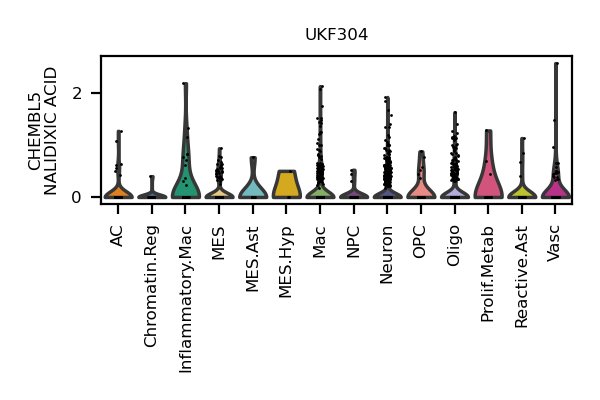 UKF304
CHEMBL5
NALIDIXIC ACID
2
0
AC
Chromatin.Reg
Inflammatory.Mac
MES
MES.Ast
MES.Hyp
Mac
NPC
Neuron
OPC
Oligo
Prolif.Metab
Reactive.Ast
Vasc